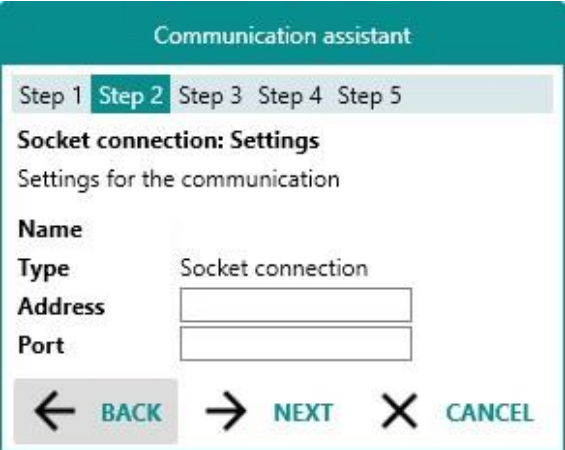 Communication assistant
Step 1 Step 2 Step 3 Step 4 Step 5
Socket connection: Settings
Settings for the communication
Name
Type Socket connection
Address
Port
BACK NEXT CANCEL